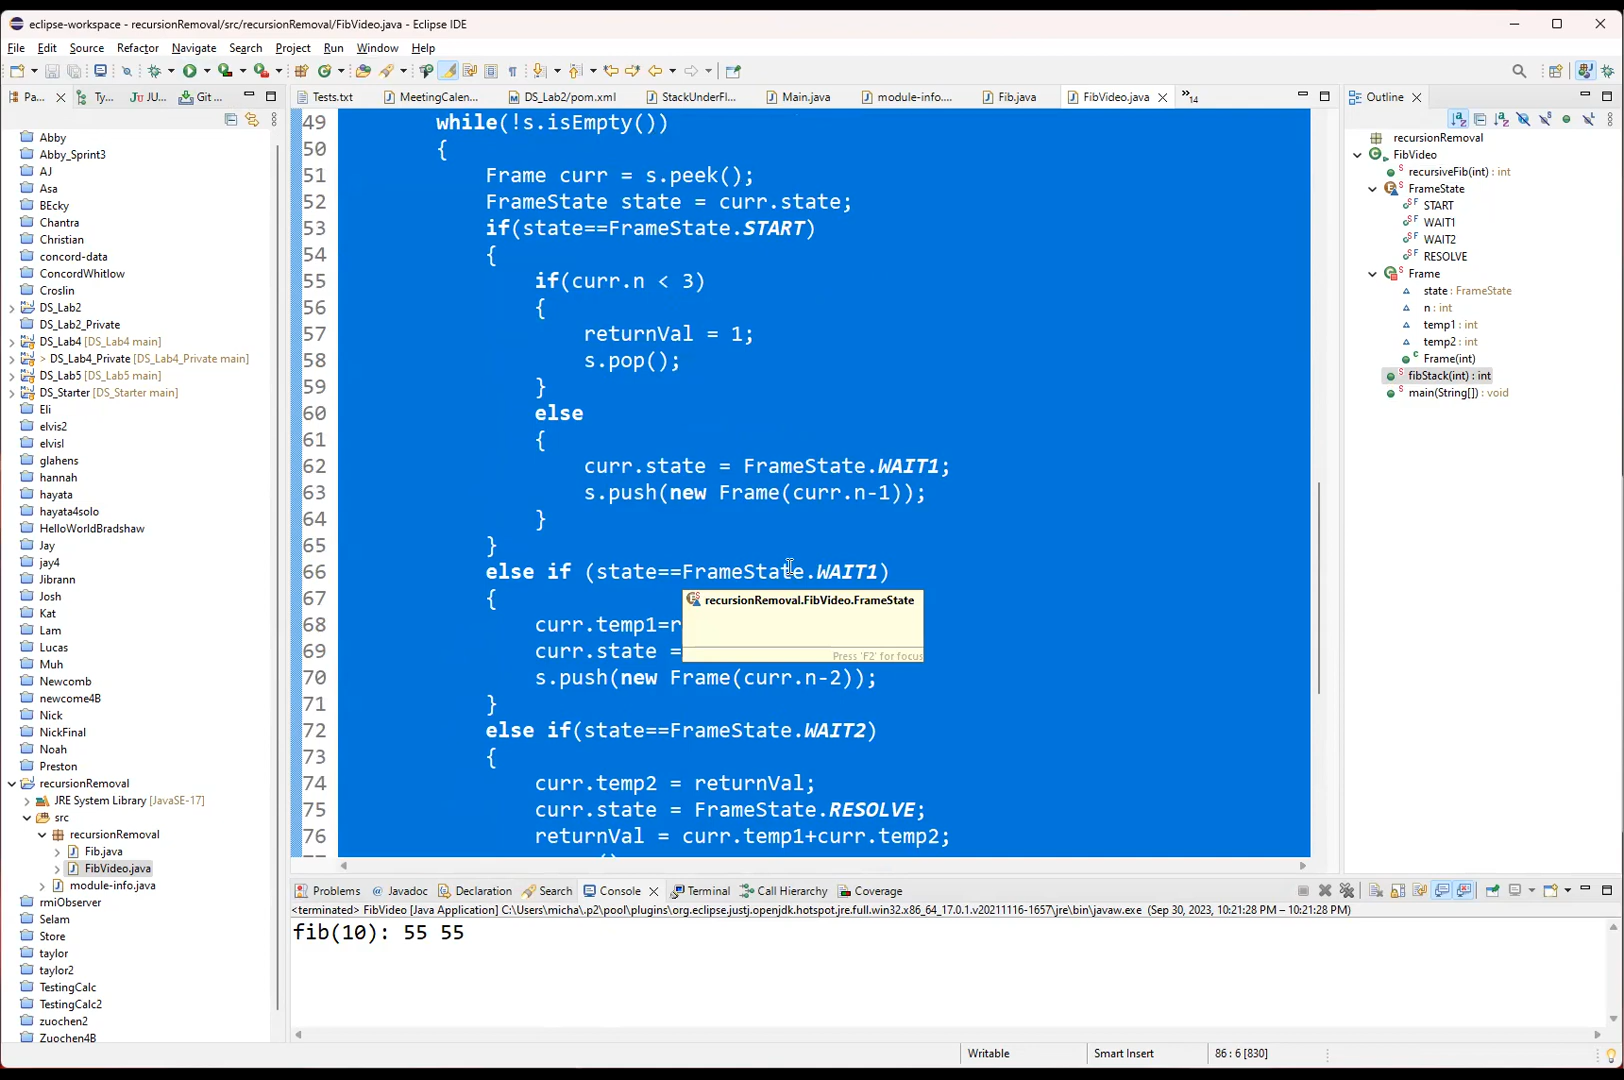 eclipse-workspace - recursionRemoval/src/recursionRemoval/FibVideo.java - Eclipse IDE
File Edit Source Refactor Navigate Search Project Run Window Help
Pa... Ty... JU... Git ...
Tests.txt MeetingCalen... DS_Lab2/pom.xml StackUnderFl... Main.java module-info.... Fib.java FibVideo.java »14
Outline
Abby
Abby_Sprint3
AJ
Asa
BEcky
Chantra
Christian
concord-data
ConcordWhitlow
Croslin
DS_Lab2
DS_Lab2_Private
DS_Lab4 [DS_Lab4 main]
> DS_Lab4_Private [DS_Lab4_Private main]
DS_Lab5 [DS_Lab5 main]
DS_Starter [DS_Starter main]
Eli
elvis2
elvisl
glahens
hannah
hayata
hayata4solo
HelloWorldBradshaw
Jay
jay4
Jibrann
Josh
Kat
Lam
Lucas
Muh
Newcomb
newcome4B
Nick
NickFinal
Noah
Preston
recursionRemoval
JRE System Library [JavaSE-17]
src
recursionRemoval
Fib.java
FibVideo.java
module-info.java
rmiObserver
Selam
Store
taylor
taylor2
TestingCalc
TestingCalc2
zuochen2
Zuochen4B
49 while(!s.isEmpty())
50 {
51 Frame curr = s.peek();
52 FrameState state = curr.state;
53 if(state==FrameState.START)
54 {
55 if(curr.n < 3)
56 {
57 returnVal = 1;
58 s.pop();
59 }
60 else
61 {
62 curr.state = FrameState.WAIT1;
63 s.push(new Frame(curr.n-1));
64 }
65 }
66 else if (state==FrameState.WAIT1)
67 {
68 curr.temp1=r
69 curr.state =
70 s.push(new Frame(curr.n-2));
71 }
72 else if(state==FrameState.WAIT2)
73 {
74 curr.temp2 = returnVal;
75 curr.state = FrameState.RESOLVE;
76 returnVal = curr.temp1+curr.temp2;
recursionRemoval.FibVideo.FrameState
Press 'F2' for focus
recursionRemoval
FibVideo
recursiveFib(int) : int
FrameState
START
WAIT1
WAIT2
RESOLVE
Frame
state : FrameState
n : int
temp1 : int
temp2 : int
Frame(int)
fibStack(int) : int
main(String[]) : void
Problems Javadoc Declaration Search Console Terminal Call Hierarchy Coverage
<terminated> FibVideo [Java Application] C:\Users\micha\.p2\pool\plugins\org.eclipse.justj.openjdk.hotspot.jre.full.win32.x86_64_17.0.1.v20211116-1657\jre\bin\javaw.exe (Sep 30, 2023, 10:21:28 PM – 10:21:28 PM)
fib(10): 55 55
Writable Smart Insert 86 : 6 [830]